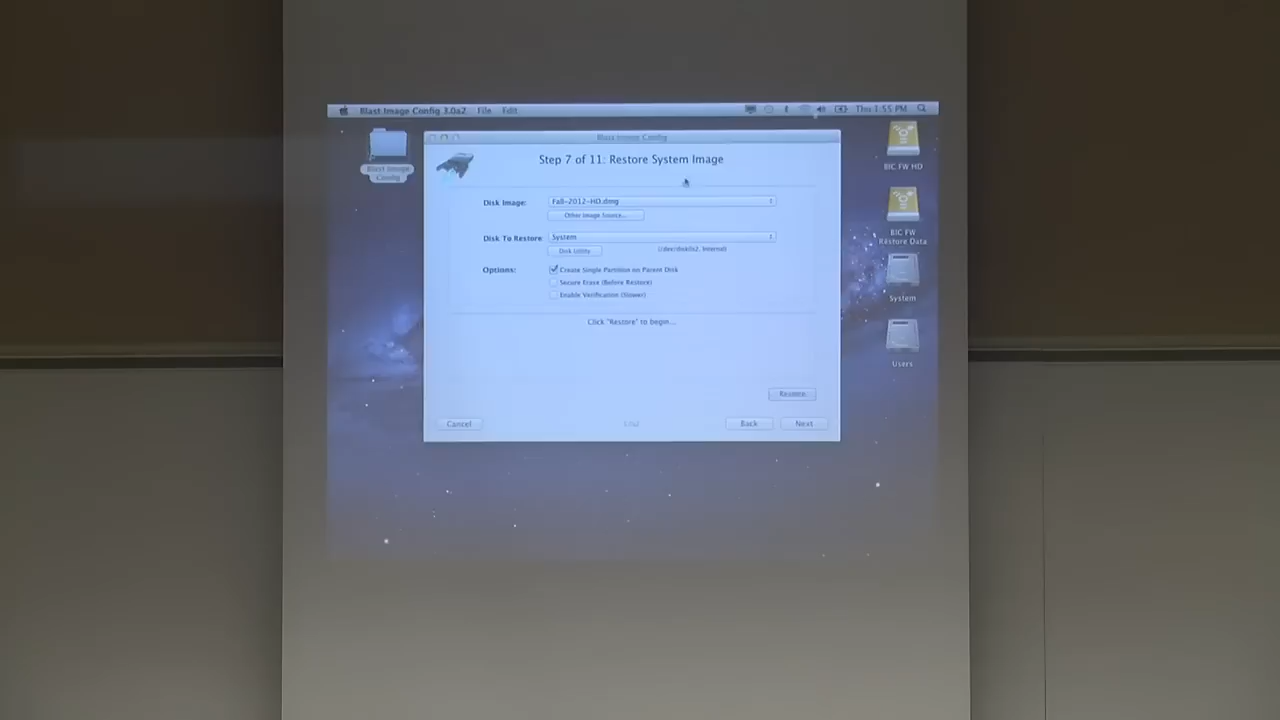 Blast Image Config 3.0a2 File Edit
Thu 1:55 PM
Blast Image Config
Blast Image
Config
Step 7 of 11: Restore System Image
Disk Image: Fall-2012-HD.dmg
Other Image Source...
Disk To Restore System
Disk Utility
Options: Create Single Partition on Parent Disk
Secure Erase (Before Restore)
Enable Verification (Slower)
Click "Restore" to begin...
Restore
Cancel
Back
Next
BIC FW HD
BIC FW
Restore Data
System
Users